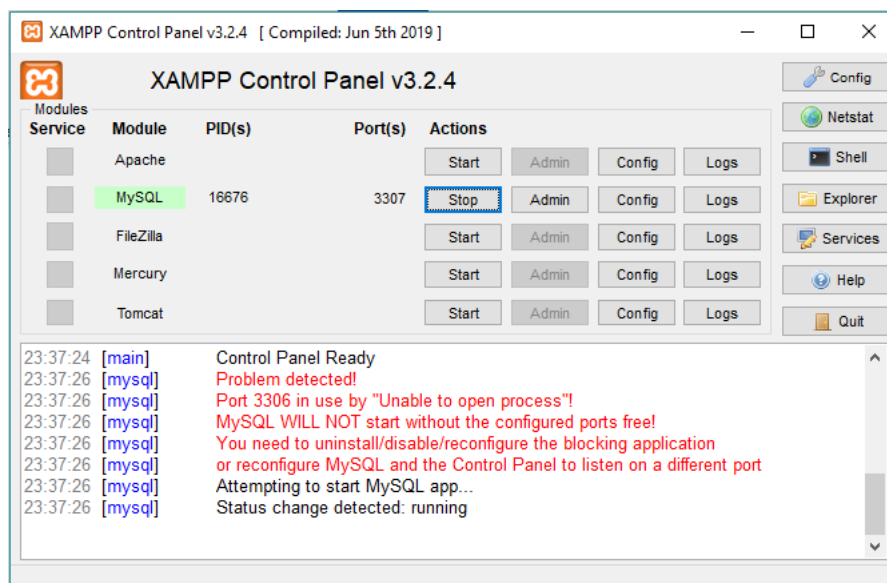 XAMPP Control Panel v3.2.4 [ Compiled: Jun 5th 2019 ]
XAMPP Control Panel v3.2.4
Config
Modules
Service Module PID(s) Port(s) Actions
Netstat
Apache Start Admin Config Logs
Shell
MySQL 16676 3307 Stop Admin Config Logs
Explorer
FileZilla Start Admin Config Logs
Services
Mercury Start Admin Config Logs
Help
Tomcat Start Admin Config Logs
Quit
23:37:24 [main] Control Panel Ready
23:37:26 [mysql] Problem detected!
23:37:26 [mysql] Port 3306 in use by "Unable to open process"!
23:37:26 [mysql] MySQL WILL NOT start without the configured ports free!
23:37:26 [mysql] You need to uninstall/disable/reconfigure the blocking application
23:37:26 [mysql] or reconfigure MySQL and the Control Panel to listen on a different port
23:37:26 [mysql] Attempting to start MySQL app...
23:37:26 [mysql] Status change detected: running